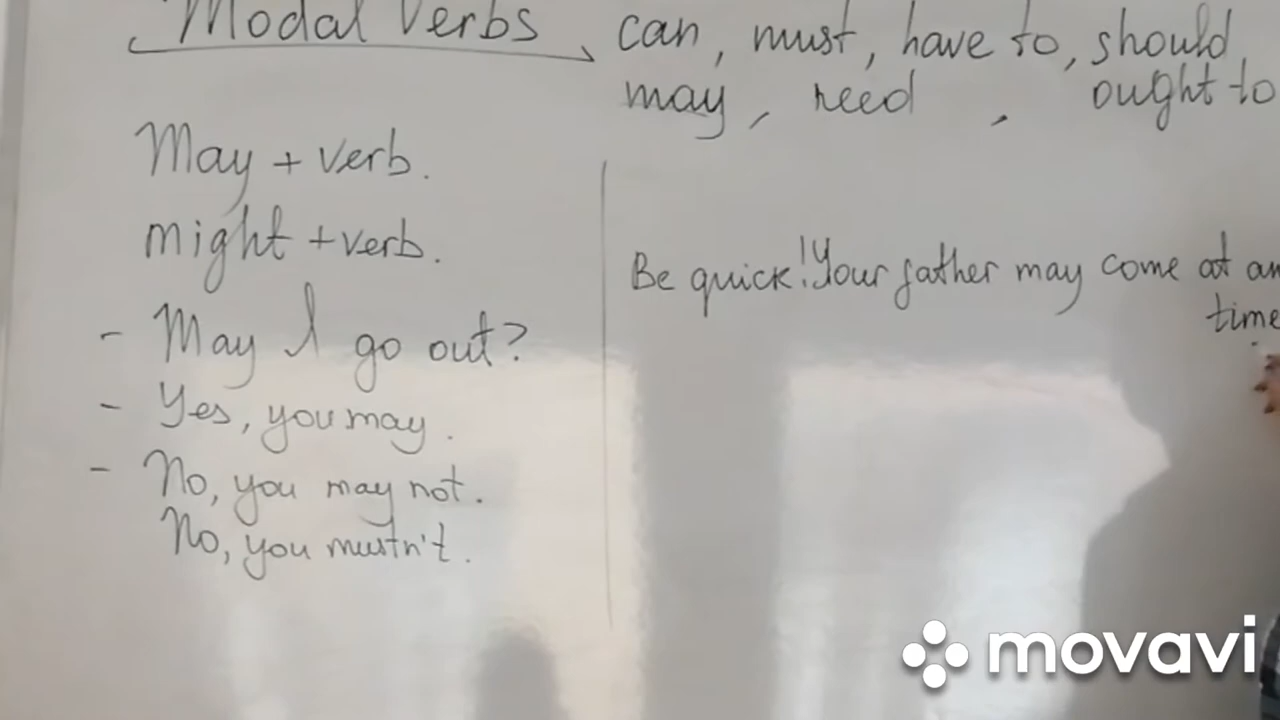 Modal Verbs can, must, have to, should
may, need , ought to
May + verb.
might + verb.
- May I go out?
- Yes, you may.
- No, you may not.
No, you mustn't.
Be quick! Your father may come at an
time
movavi